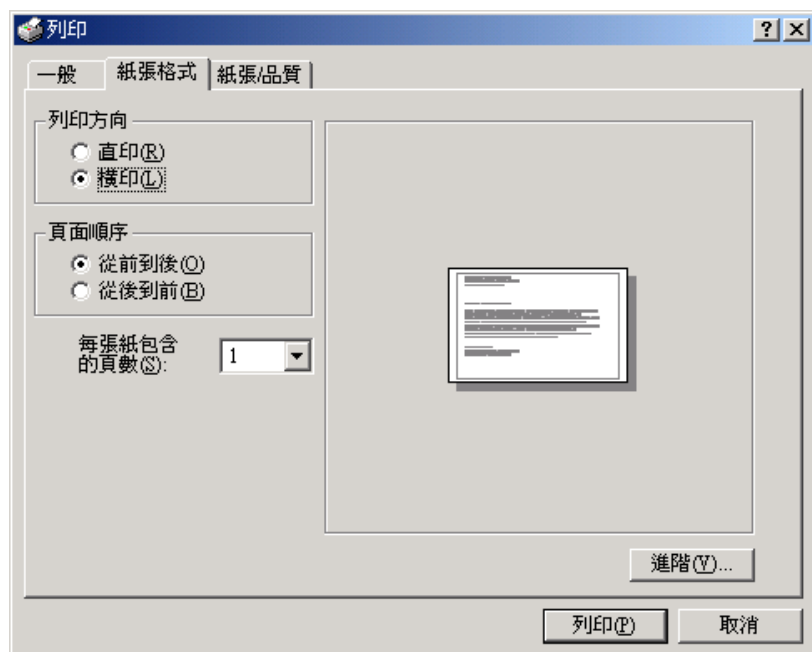 列印
一般
紙張格式
紙張/品質
列印方向
直印(R)
橫印(L)
頁面順序
從前到後(O)
從後到前(B)
每張紙包含
的頁數(S):
1
進階(V)...
列印(P)
取消